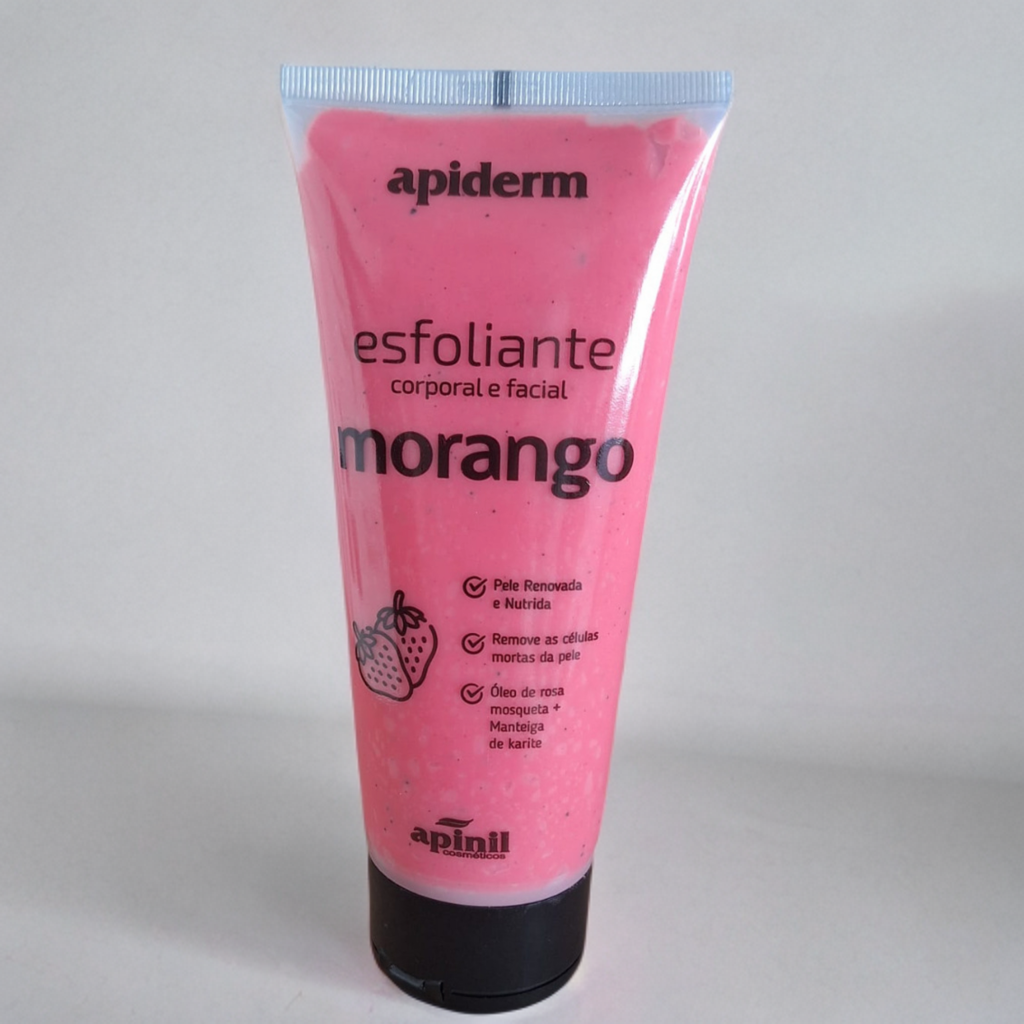 apiderm
esfoliante
corporal e facial
morango
Pele Renovada
e Nutrida
Remove as células
mortas da pele
Óleo de rosa
mosqueta +
Manteiga
de karite
apinil
cosméticos